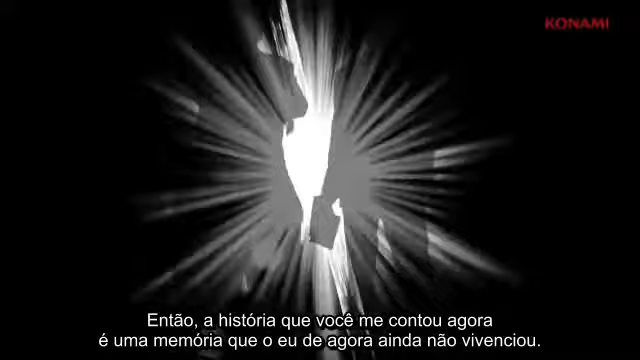 KONAMI
Então, a história que você me contou agora
é uma memória que o eu de agora ainda não vivenciou.